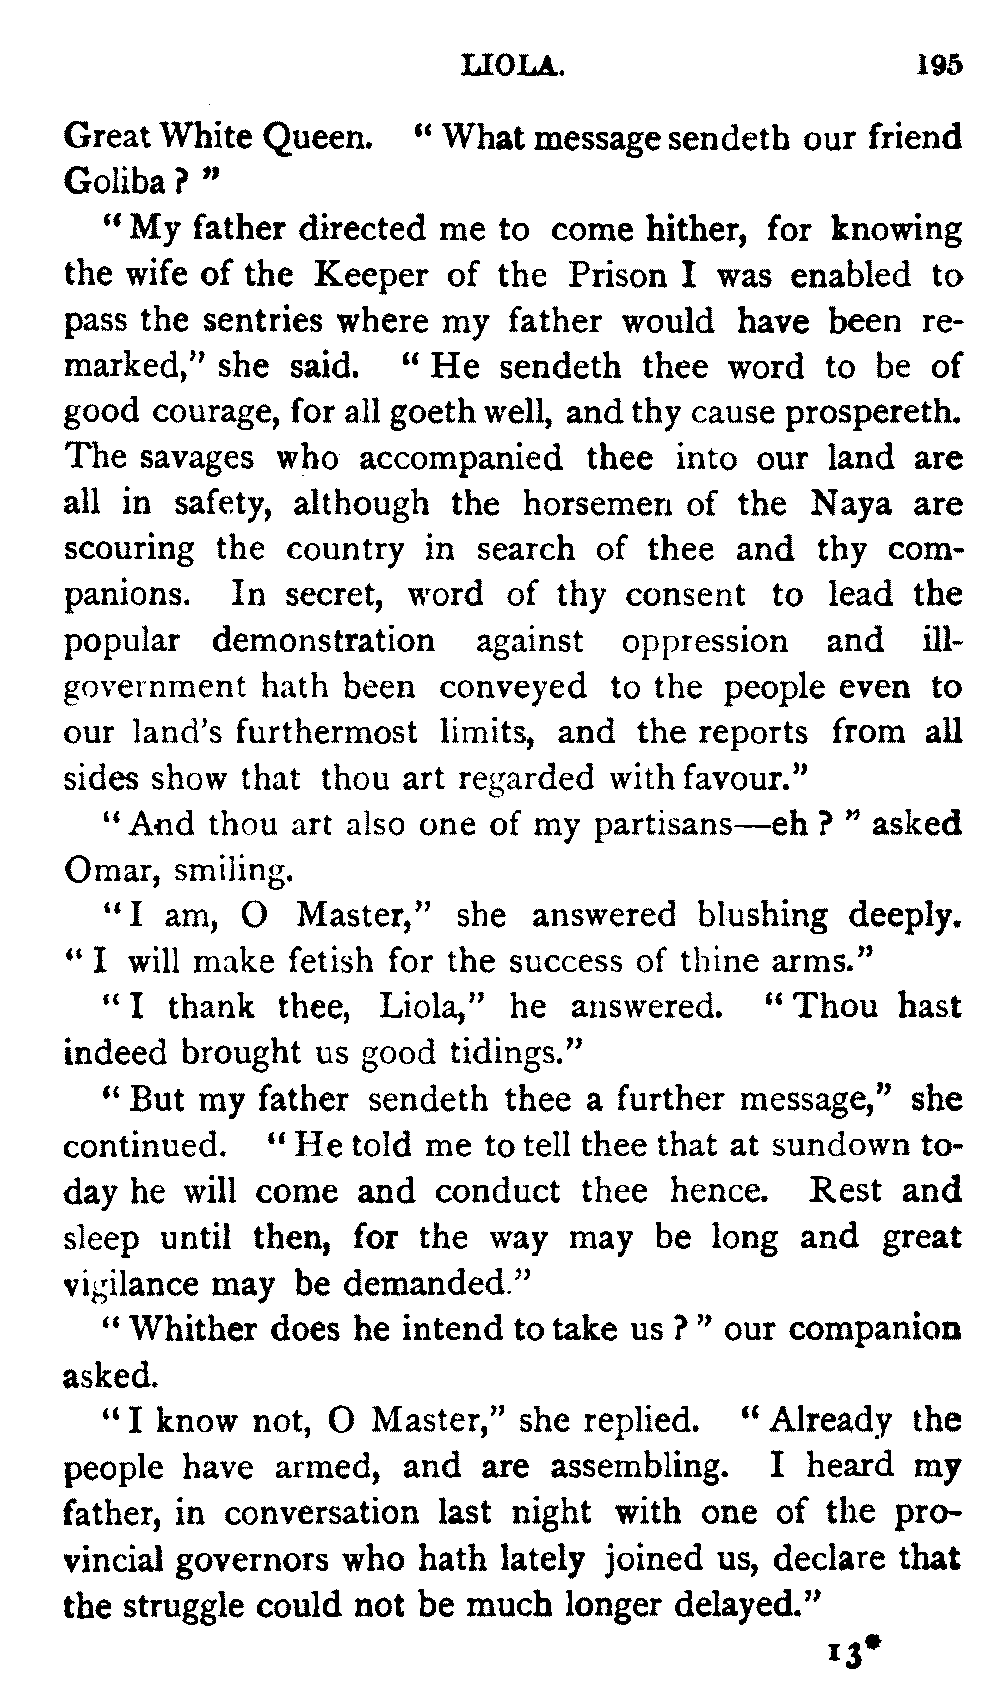 LIOLA. 195
Great White Queen. “ What message sendeth our friend
Goliba ? ”
“ My father directed me to come hither, for knowing
the wife of the Keeper of the Prison I was enabled to
pass the sentries where my father would have been re-
marked,” she said. “ He sendeth thee word to be of
good courage, for all goeth well, and thy cause prospereth.
The savages who accompanied thee into our land are
all in safety, although the horsemen of the Naya are
scouring the country in search of thee and thy com-
panions. In secret, word of thy consent to lead the
popular demonstration against oppression and ill-
government hath been conveyed to the people even to
our land’s furthermost limits, and the reports from all
sides show that thou art regarded with favour.”
“ And thou art also one of my partisans—eh ? ” asked
Omar, smiling.
“ I am, O Master,” she answered blushing deeply.
“ I will make fetish for the success of thine arms.”
“ I thank thee, Liola,” he answered. “ Thou hast
indeed brought us good tidings.”
“ But my father sendeth thee a further message,” she
continued. “ He told me to tell thee that at sundown to-
day he will come and conduct thee hence. Rest and
sleep until then, for the way may be long and great
vigilance may be demanded.”
“ Whither does he intend to take us ? ” our companion
asked.
“ I know not, O Master,” she replied. “ Already the
people have armed, and are assembling. I heard my
father, in conversation last night with one of the pro-
vincial governors who hath lately joined us, declare that
the struggle could not be much longer delayed.”
13*